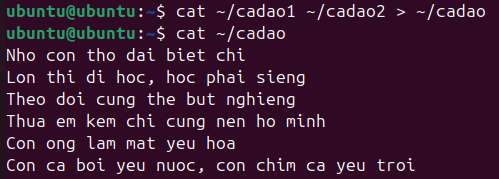 ubuntu@ubuntu:~$ cat ~/cadao1 ~/cadao2 > ~/cadao
ubuntu@ubuntu:~$ cat ~/cadao
Nho con tho dai biet chi
Lon thi di hoc, hoc phai sieng
Theo doi cung the but nghieng
Thua em kem chi cung nen ho minh
Con ong lam mat yeu hoa
Con ca boi yeu nuoc, con chim ca yeu troi